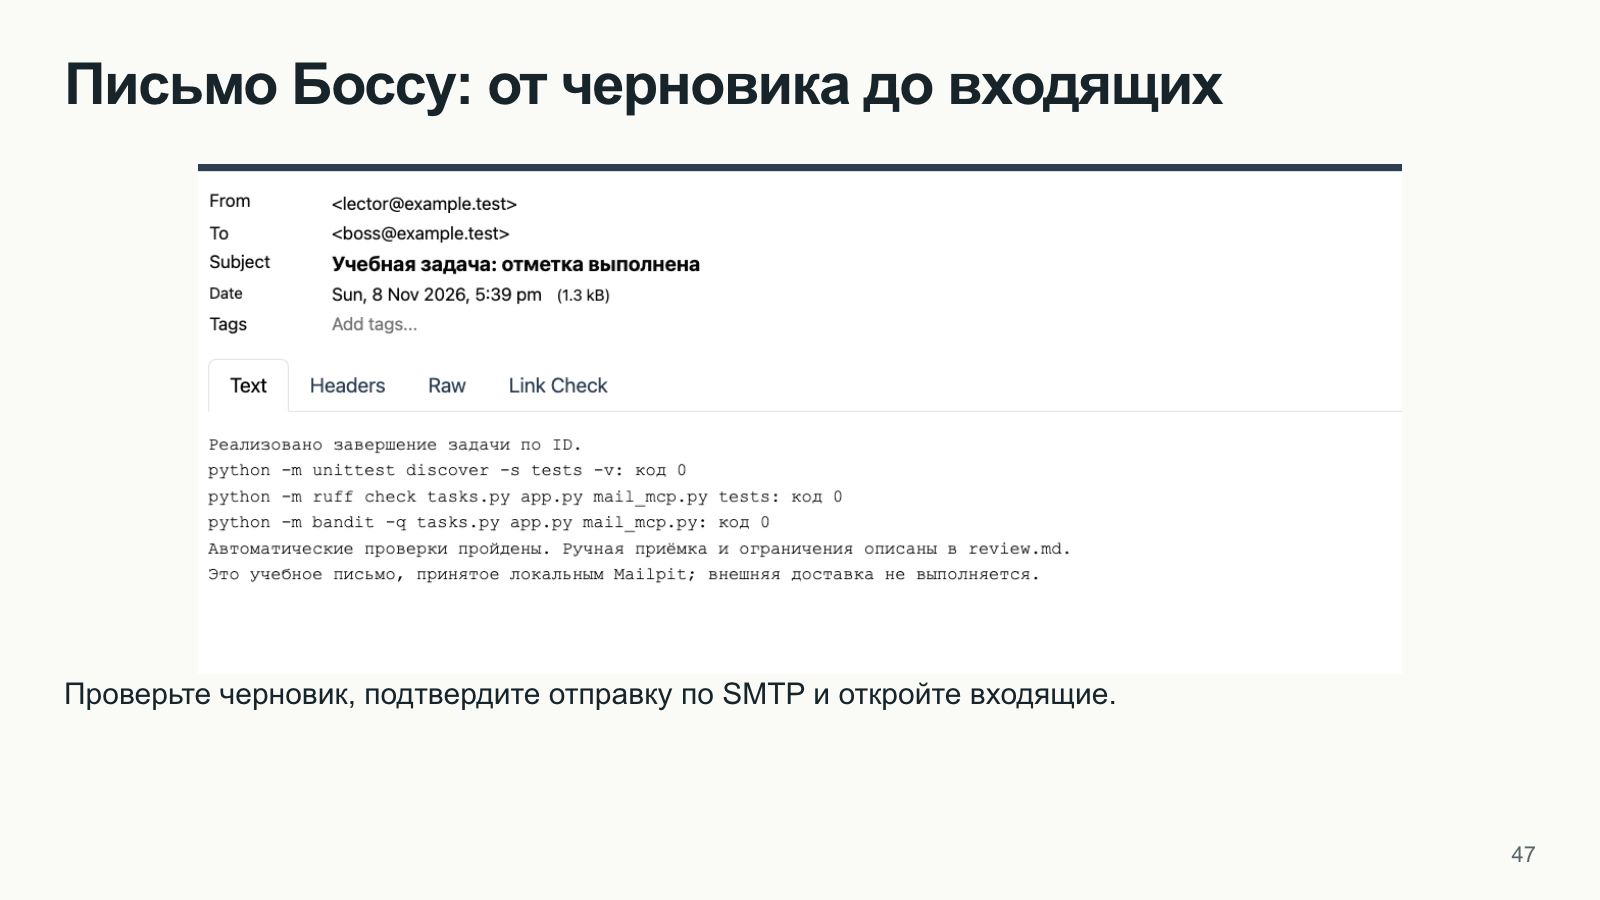 Письмо Боссу: от черновика до входящих
From <lector@example.test>
To <boss@example.test>
Subject Учебная задача: отметка выполнена
Date Sun, 8 Nov 2026, 5:39 pm (1.3 kB)
Tags Add tags...
Text Headers Raw Link Check
Реализовано завершение задачи по ID.
python -m unittest discover -s tests -v: код 0
python -m ruff check tasks.py app.py mail_mcp.py tests: код 0
python -m bandit -q tasks.py app.py mail_mcp.py: код 0
Автоматические проверки пройдены. Ручная приёмка и ограничения описаны в review.md.
Это учебное письмо, принятое локальным Mailpit; внешняя доставка не выполняется.
Проверьте черновик, подтвердите отправку по SMTP и откройте входящие.
47